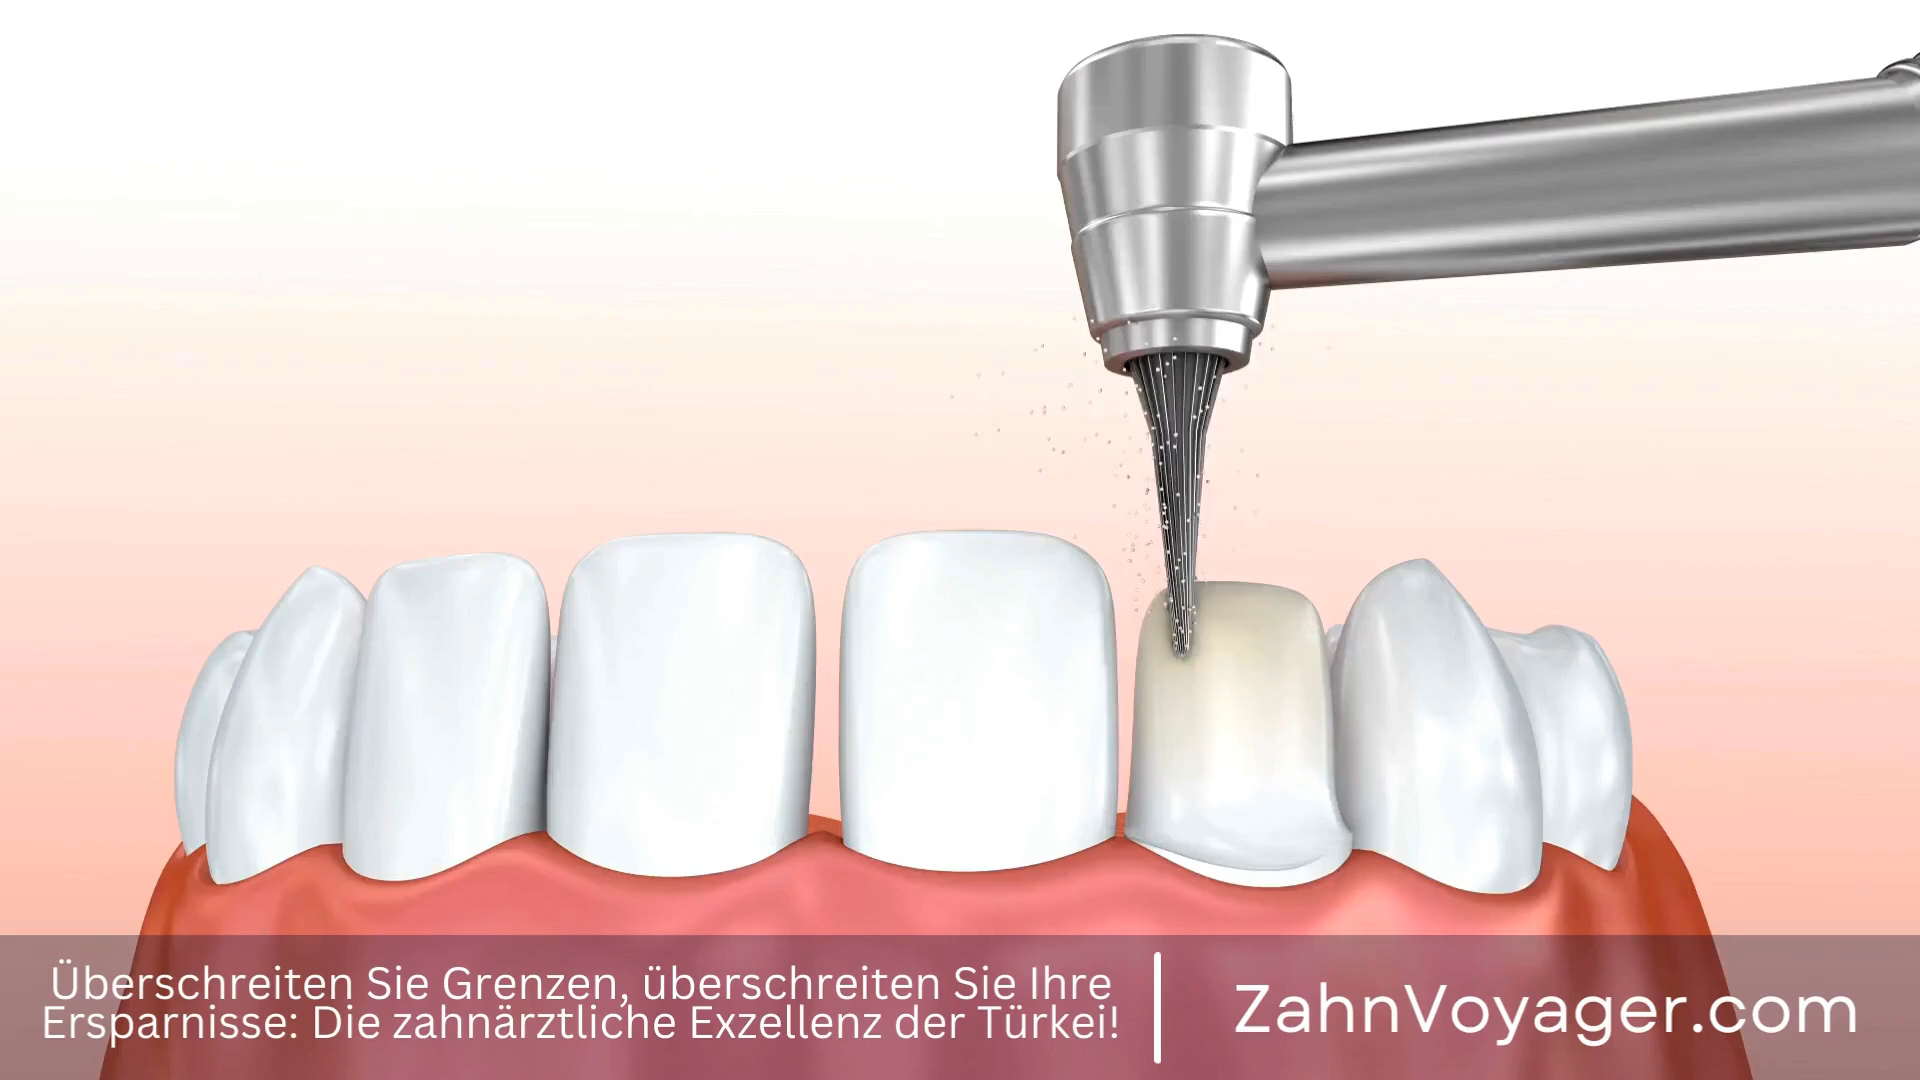 Überschreiten Sie Grenzen, überschreiten Sie Ihre
Ersparnisse: Die zahnärztliche Exzellenz der Türkei!
ZahnVoyager.com